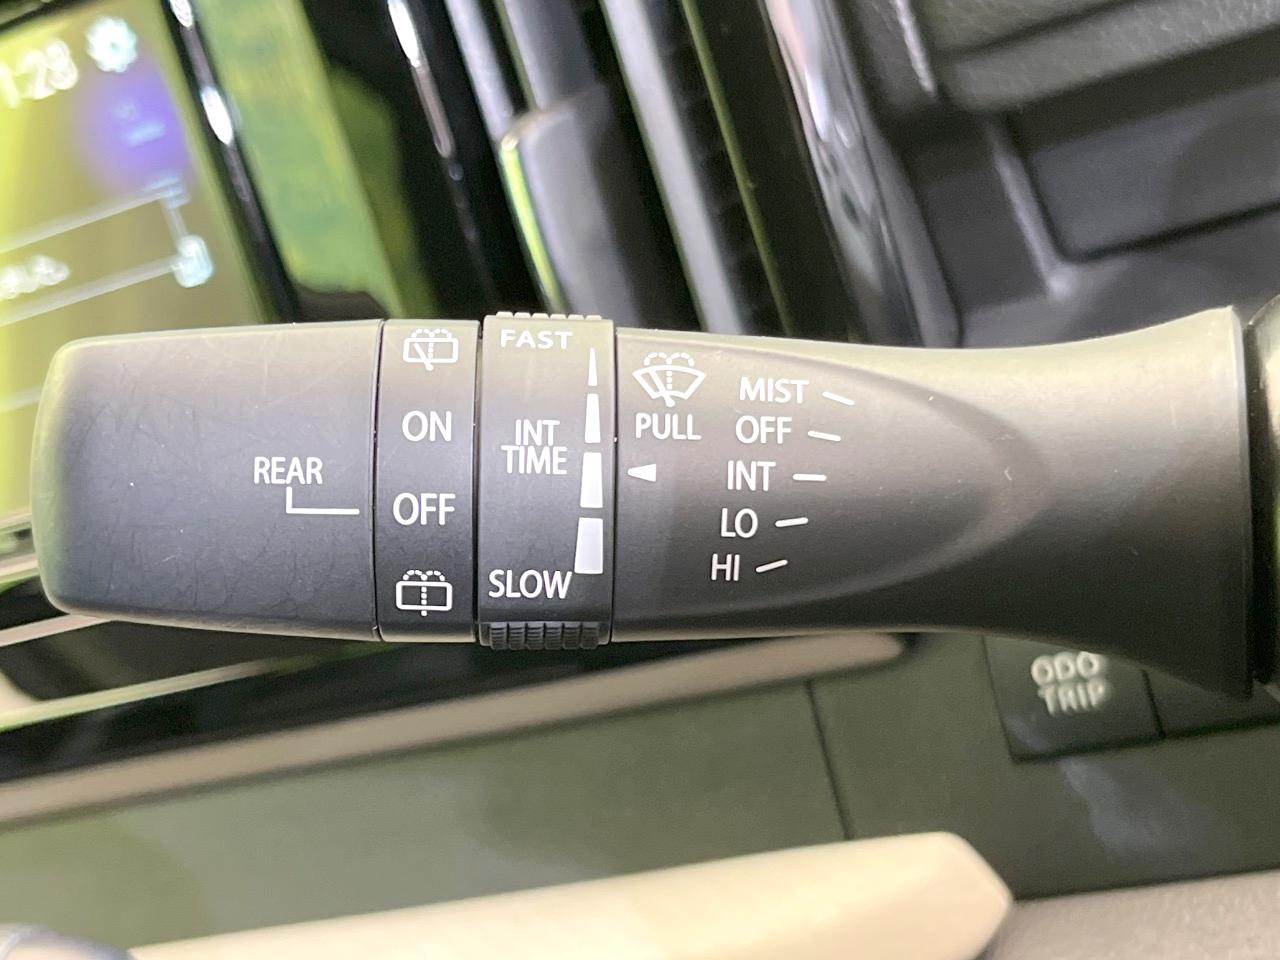 FAST
INT
TIME
SLOW
ON
OFF
REAR
PULL
MIST
OFF
INT
LO
HI
ODO
TRIP